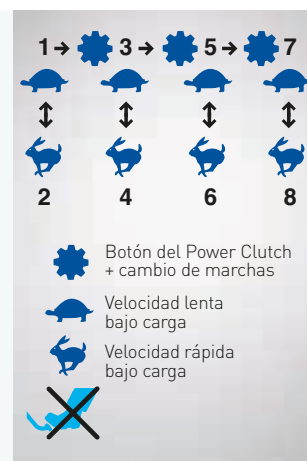 1 → 3 → 5 → 7
2 4 6 8
Botón del Power Clutch
+ cambio de marchas
Velocidad lenta
bajo carga
Velocidad rápida
bajo carga